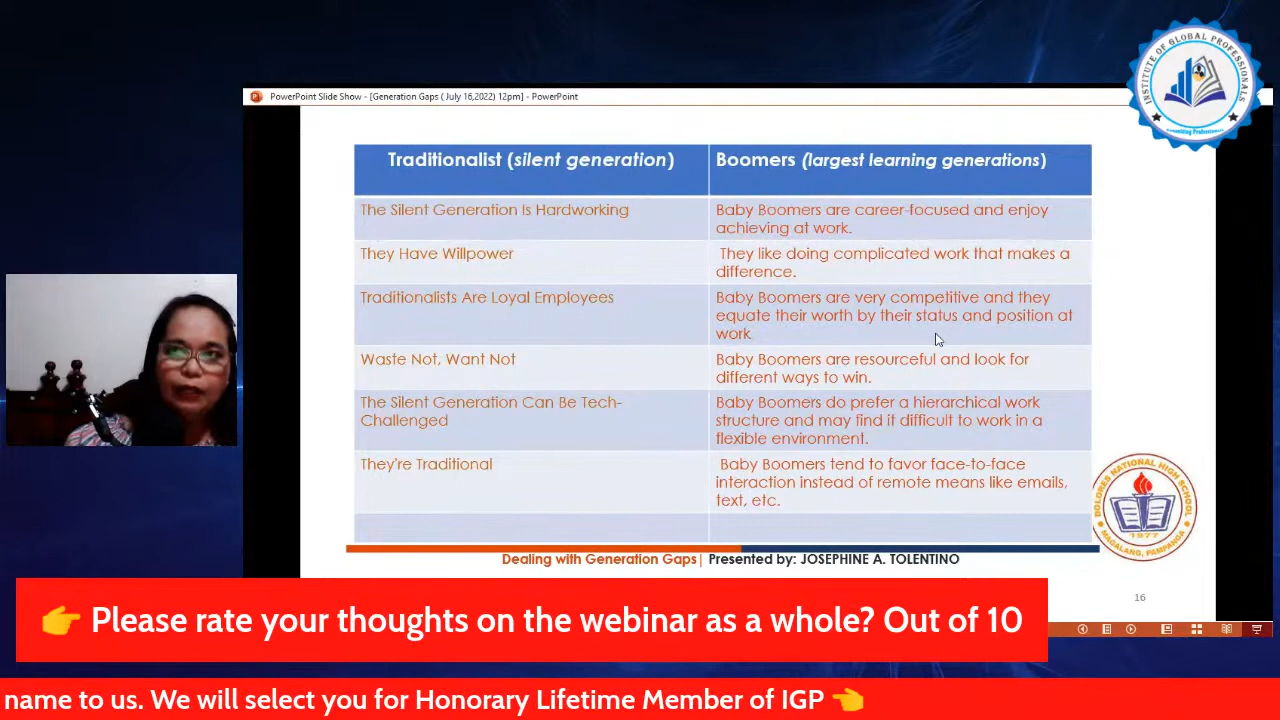 INSTITUTE OF GLOBAL PROFESSIONALS
PowerPoint Slide Show - [Generation Gaps ( July 16,2022) 12pm] - PowerPoint
Traditionalist (silent generation)
Boomers (largest learning generations)
The Silent Generation Is Hardworking
Baby Boomers are career-focused and enjoy
achieving at work.
They Have Willpower
They like doing complicated work that makes a
difference.
Traditionalists Are Loyal Employees
Baby Boomers are very competitive and they
equate their worth by their status and position at
work
Waste Not, Want Not
Baby Boomers are resourceful and look for
different ways to win.
The Silent Generation Can Be Tech-
Challenged
Baby Boomers do prefer a hierarchical work
structure and may find it difficult to work in a
flexible environment.
They're Traditional
Baby Boomers tend to favor face-to-face
interaction instead of remote means like emails,
text, etc.
DOLORES NATIONAL HIGH SCHOOL
1977
MAGALANG, PAMPANGA
Dealing with Generation Gaps| Presented by: JOSEPHINE A. TOLENTINO
16
👉 Please rate your thoughts on the webinar as a whole? Out of 10
name to us. We will select you for Honorary Lifetime Member of IGP 👈